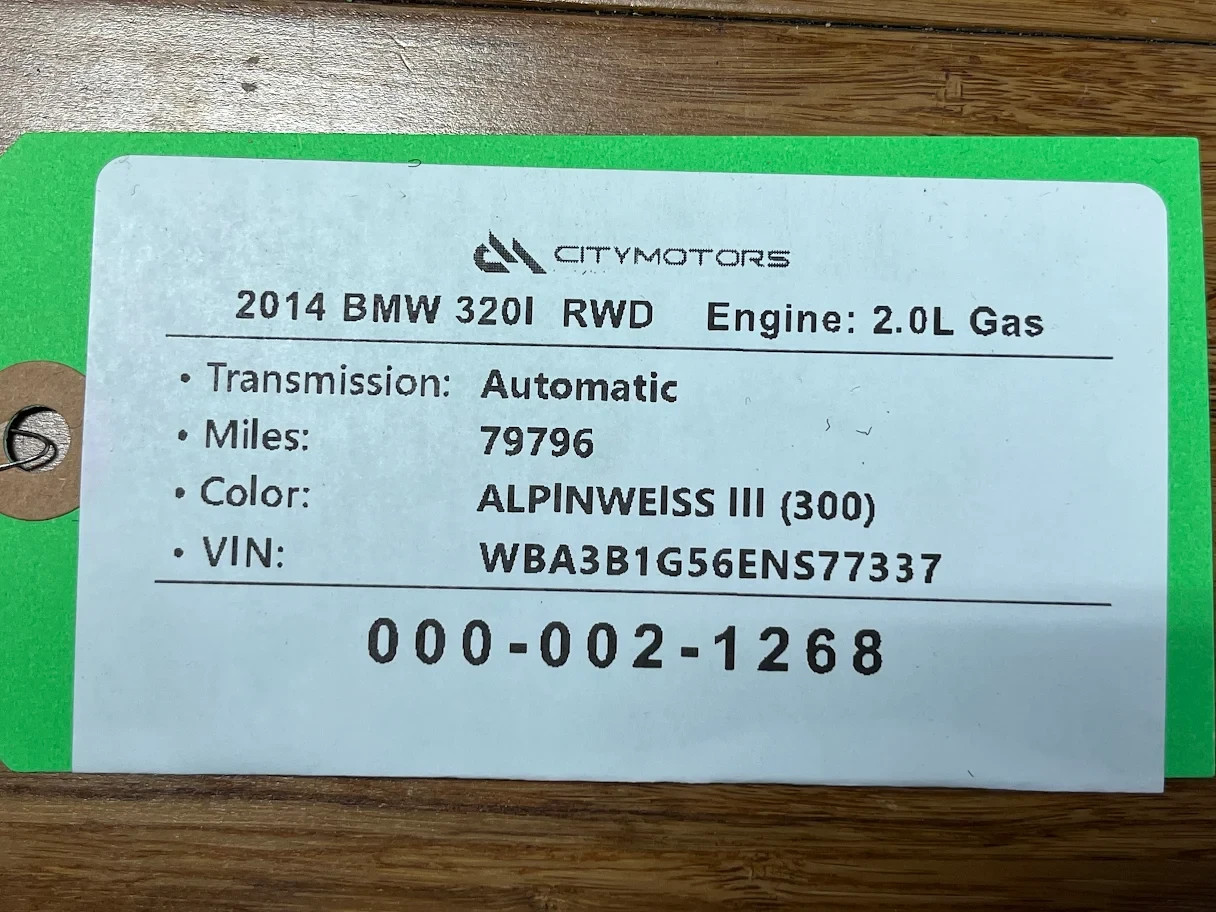 CITYMOTORS
2014 BMW 320I RWD Engine: 2.0L Gas
• Transmission: Automatic
• Miles: 79796
• Color: ALPINWEISS III (300)
• VIN: WBA3B1G56ENS77337
000-002-1268